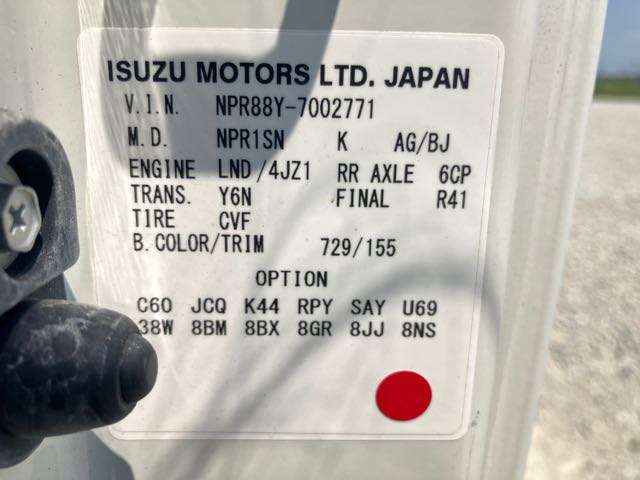 ISUZU MOTORS LTD. JAPAN
V.I.N. NPR88Y-7002771
M.D. NPR1SN K AG/BJ
ENGINE LND/4JZ1 RR AXLE 6CP
TRANS. Y6N FINAL R41
TIRE CVF
B.COLOR/TRIM 729/155
OPTION
C60 JCQ K44 RPY SAY U69
38W 8BM 8BX 8GR 8JJ 8NS